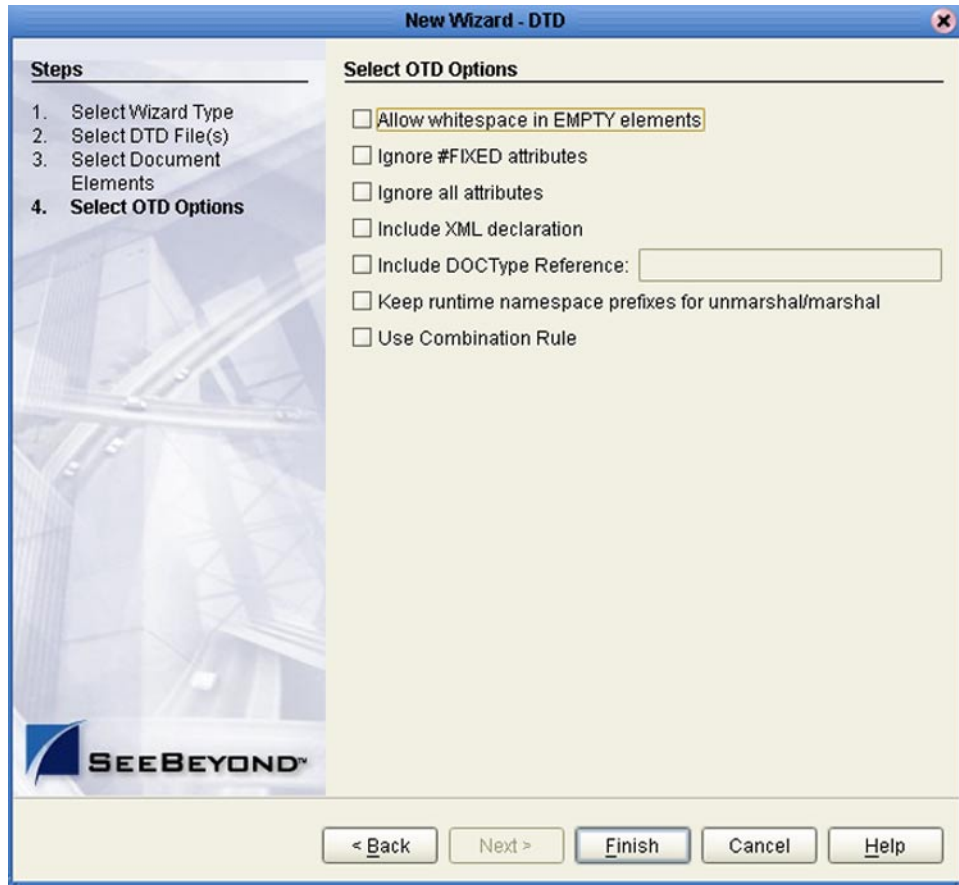 New Wizard - DTD
Steps
1. Select Wizard Type
2. Select DTD File(s)
3. Select Document
Elements
4. Select OTD Options
SEEBEYOND™
Select OTD Options
Allow whitespace in EMPTY elements
Ignore #FIXED attributes
Ignore all attributes
Include XML declaration
Include DOCType Reference:
Keep runtime namespace prefixes for unmarshal/marshal
Use Combination Rule
< Back
Next >
Finish
Cancel
Help